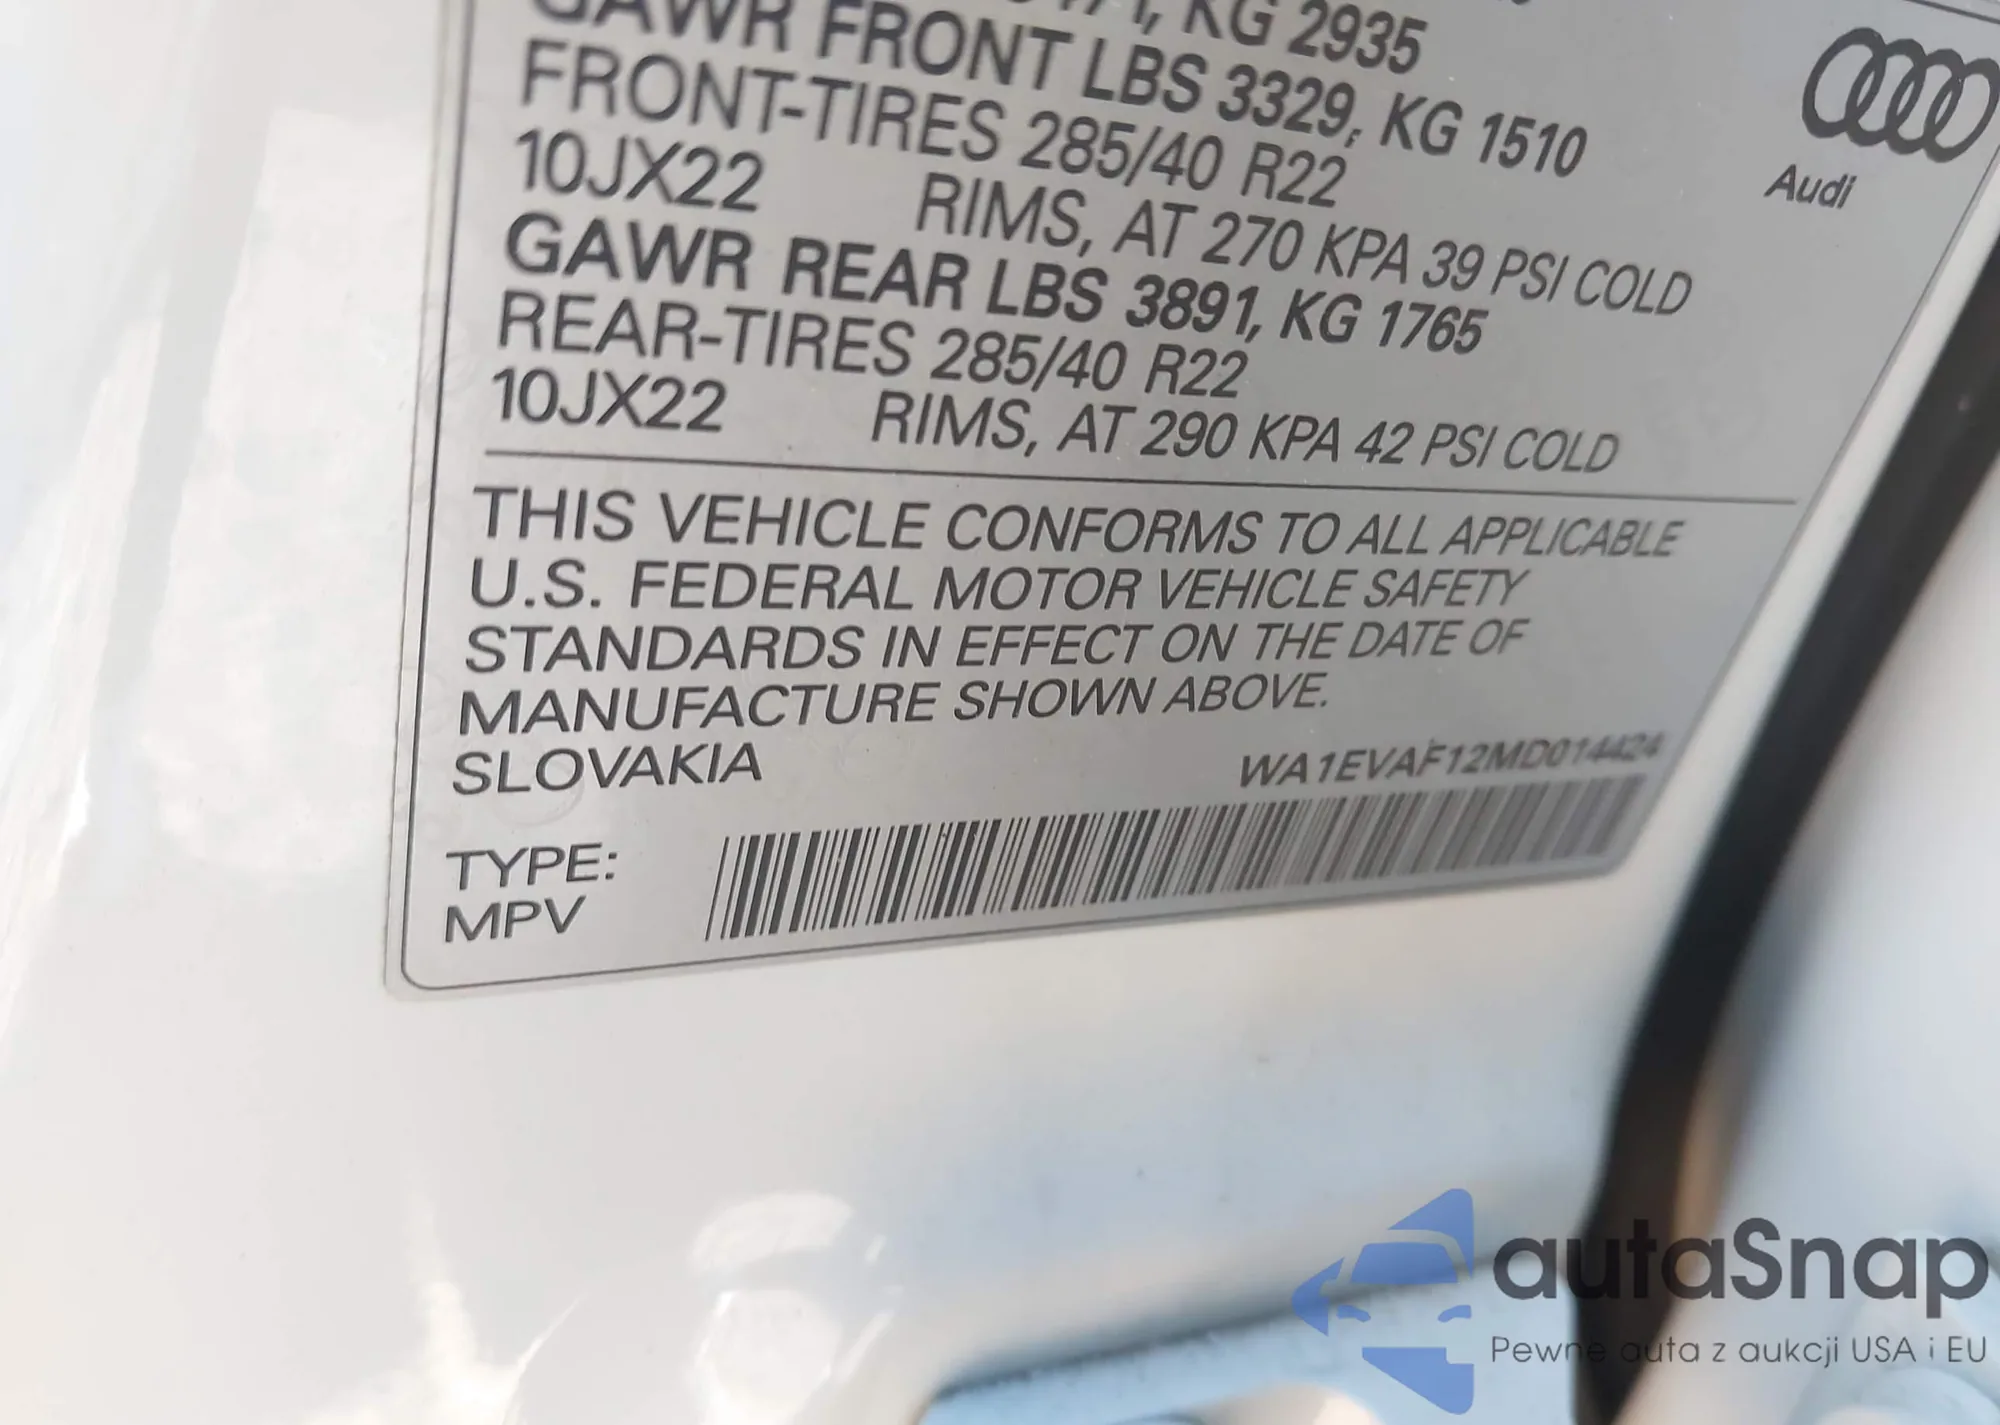 KG 2935
GAWR FRONT LBS 3329, KG 1510
FRONT-TIRES 285/40 R22
10JX22 RIMS, AT 270 KPA 39 PSI COLD
GAWR REAR LBS 3891, KG 1765
REAR-TIRES 285/40 R22
10JX22 RIMS, AT 290 KPA 42 PSI COLD
Audi
THIS VEHICLE CONFORMS TO ALL APPLICABLE
U.S. FEDERAL MOTOR VEHICLE SAFETY
STANDARDS IN EFFECT ON THE DATE OF
MANUFACTURE SHOWN ABOVE.
SLOVAKIA WA1EVAF12MD014424
TYPE:
MPV
autaSnap
Pewne auta z aukcji USA i EU